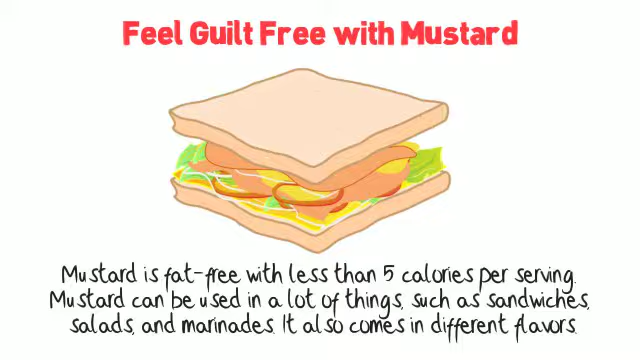 Feel Guilt Free with Mustard
Mustard is fat-free with less than 5 calories per serving.
Mustard can be used in a lot of things, such as sandwiches,
salads, and marinades. It also comes in different flavors.